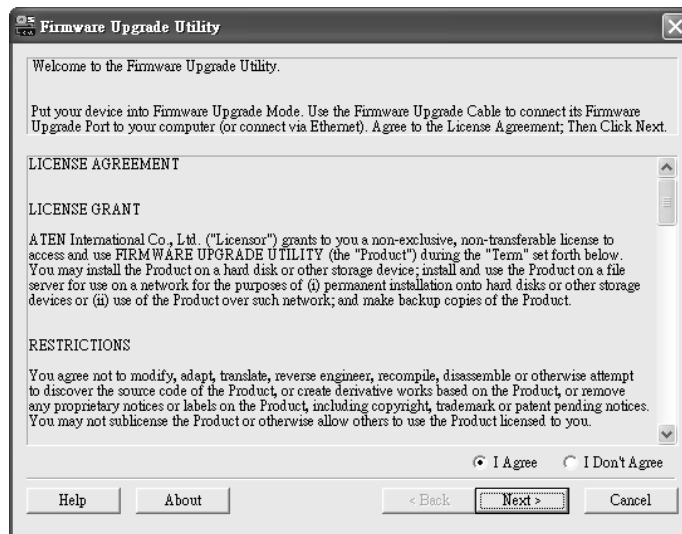 Firmware Upgrade Utility
Welcome to the Firmware Upgrade Utility.
Put your device into Firmware Upgrade Mode. Use the Firmware Upgrade Cable to connect its Firmware
Upgrade Port to your computer (or connect via Ethernet). Agree to the License Agreement; Then Click Next.
LICENSE AGREEMENT
LICENSE GRANT
ATEN International Co., Ltd. ("Licensor") grants to you a non-exclusive, non-transferable license to
access and use FIRMWARE UPGRADE UTILITY (the "Product") during the "Term" set forth below.
You may install the Product on a hard disk or other storage device; install and use the Product on a file
server for use on a network for the purposes of (i) permanent installation onto hard disks or other storage
devices or (ii) use of the Product over such network; and make backup copies of the Product.
RESTRICTIONS
You agree not to modify, adapt, translate, reverse engineer, recompile, disassemble or otherwise attempt
to discover the source code of the Product, or create derivative works based on the Product, or remove
any proprietary notices or labels on the Product, including copyright, trademark or patent pending notices.
You may not sublicense the Product or otherwise allow others to use the Product licensed to you.
I Agree I Don't Agree
Help About < Back Next > Cancel